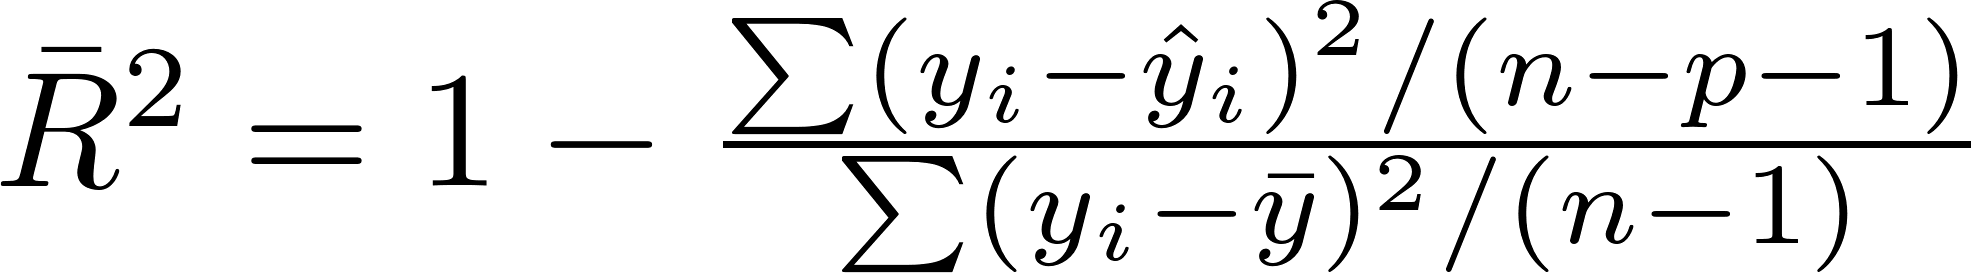 R̄² = 1 − ∑(yᵢ−ŷᵢ)²/(n−p−1) / ∑(yᵢ−ȳ)²/(n−1)